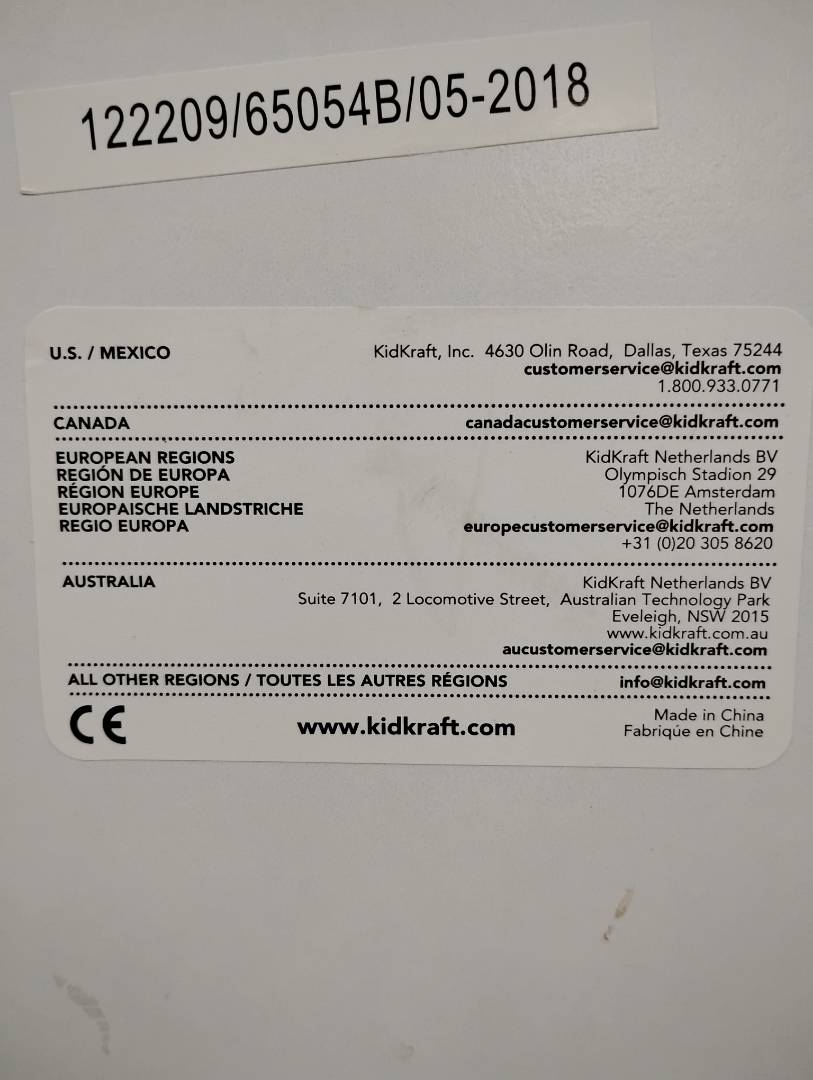 122209/65054B/05-2018
U.S. / MEXICO
KidKraft, Inc. 4630 Olin Road, Dallas, Texas 75244
customerservice@kidkraft.com
1.800.933.0771
CANADA
canadacustomerservice@kidkraft.com
EUROPEAN REGIONS
REGIÓN DE EUROPA
RÉGION EUROPE
EUROPAISCHE LANDSTRICHE
REGIO EUROPA
KidKraft Netherlands BV
Olympisch Stadion 29
1076DE Amsterdam
The Netherlands
europecustomerservice@kidkraft.com
+31 (0)20 305 8620
AUSTRALIA
KidKraft Netherlands BV
Suite 7101, 2 Locomotive Street, Australian Technology Park
Eveleigh, NSW 2015
www.kidkraft.com.au
aucustomerservice@kidkraft.com
ALL OTHER REGIONS / TOUTES LES AUTRES RÉGIONS
info@kidkraft.com
CE
www.kidkraft.com
Made in China
Fabriqúe en Chine